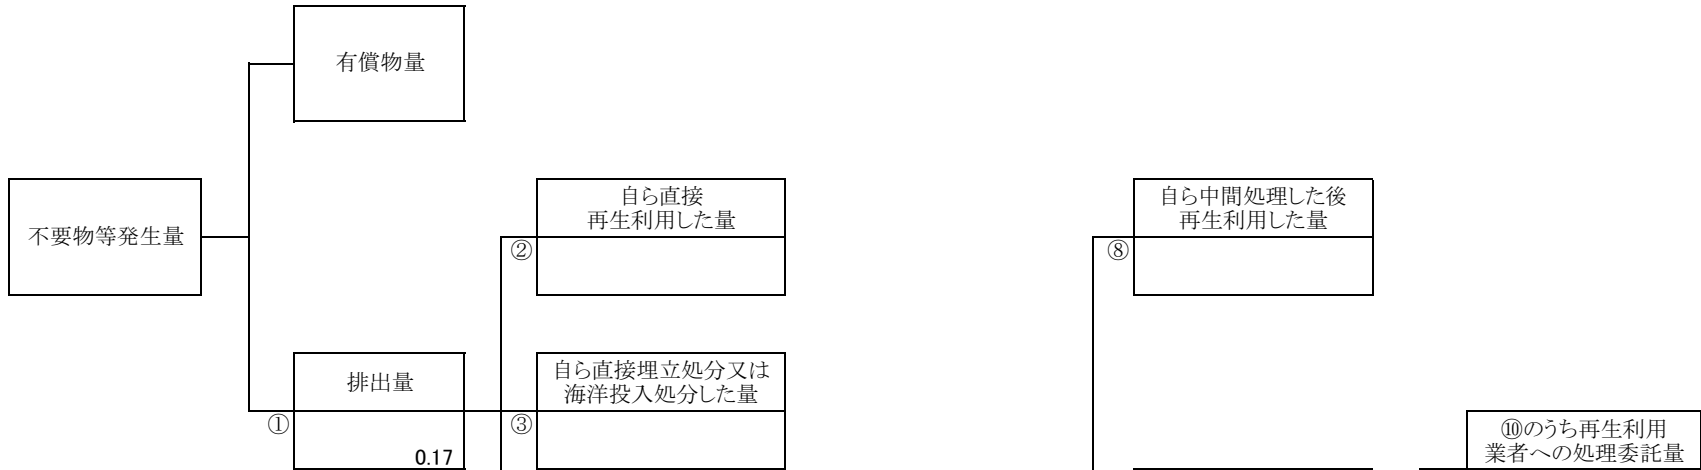 有償物量
不要物等発生量
自ら直接
再生利用した量
②
自ら中間処理した後
再生利用した量
⑧
排出量
①
0.17
自ら直接埋立処分又は
海洋投入処分した量
③
⑩のうち再生利用
業者への処理委託量